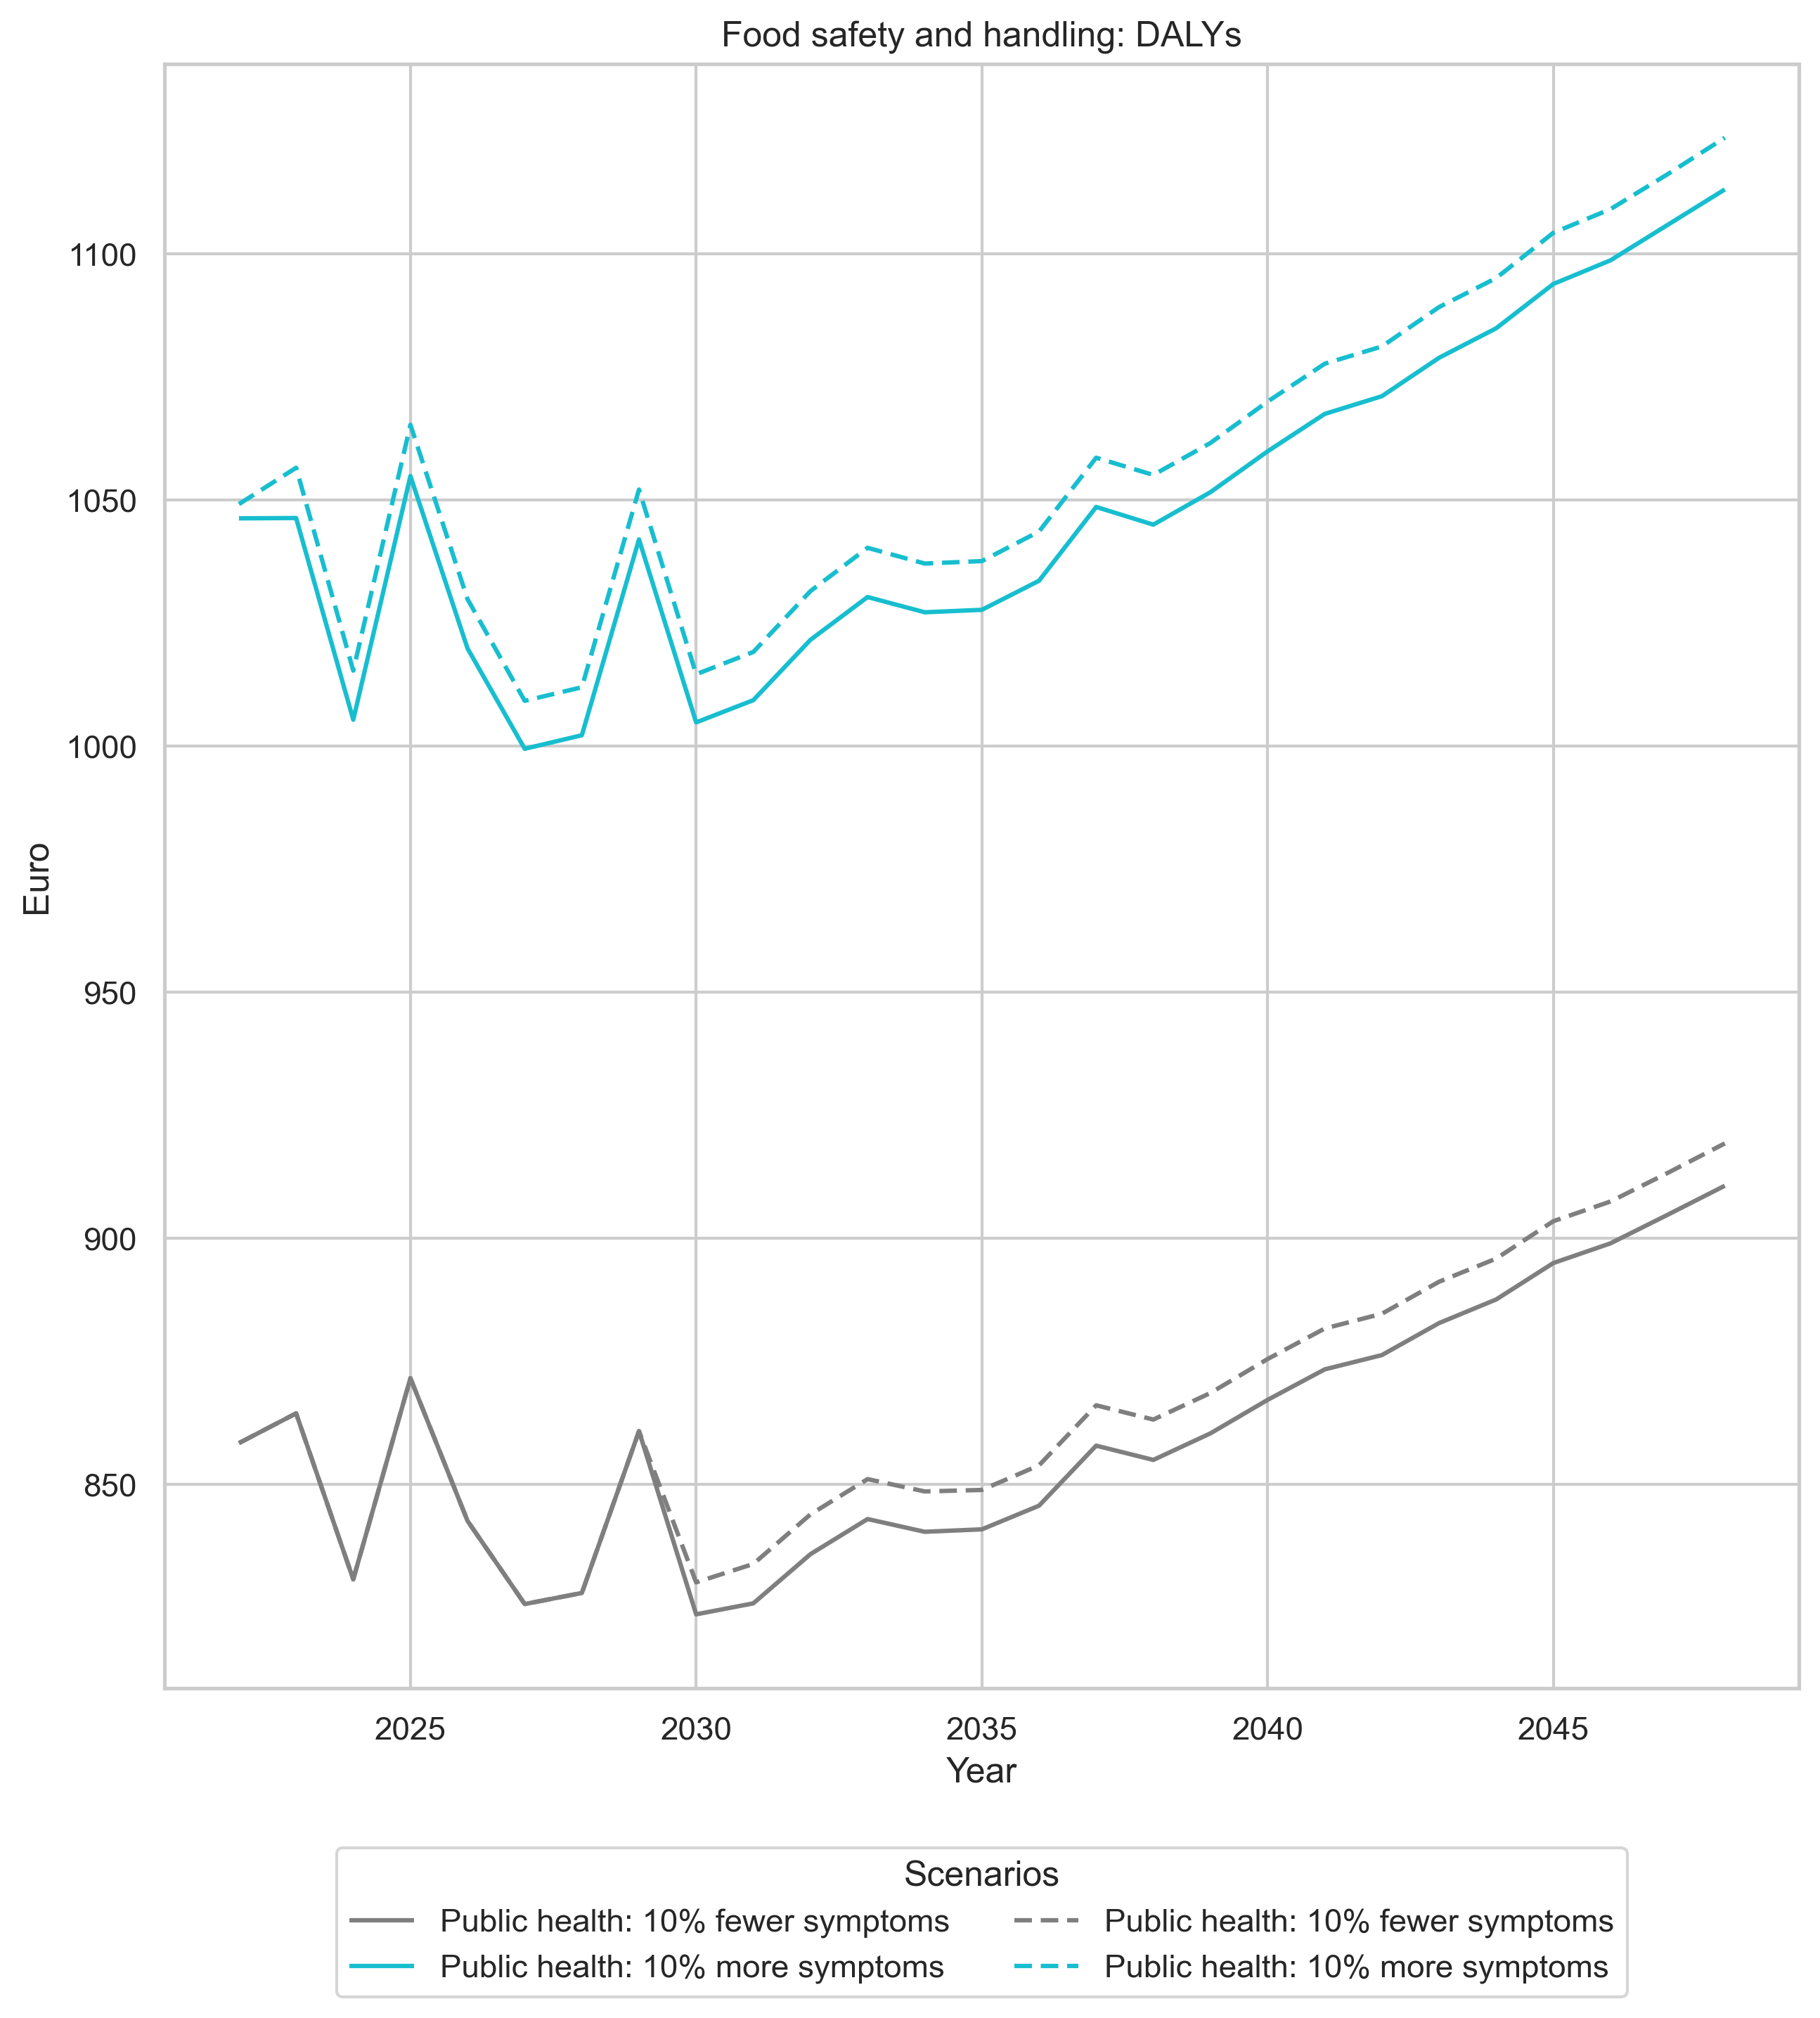 Food safety and handling: DALYs
1100
1050
1000
950
900
850
Euro
2025 2030 2035 2040 2045
Year
Scenarios
Public health: 10% fewer symptoms Public health: 10% fewer symptoms
Public health: 10% more symptoms Public health: 10% more symptoms